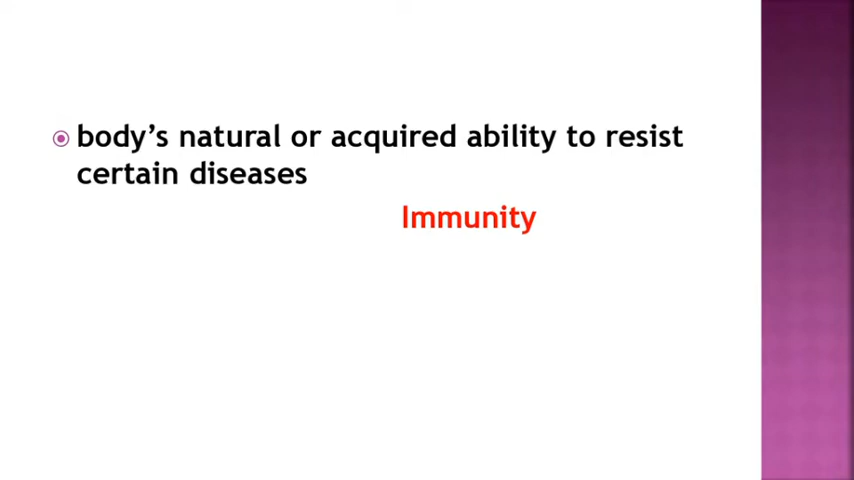 body’s natural or acquired ability to resist
certain diseases
Immunity